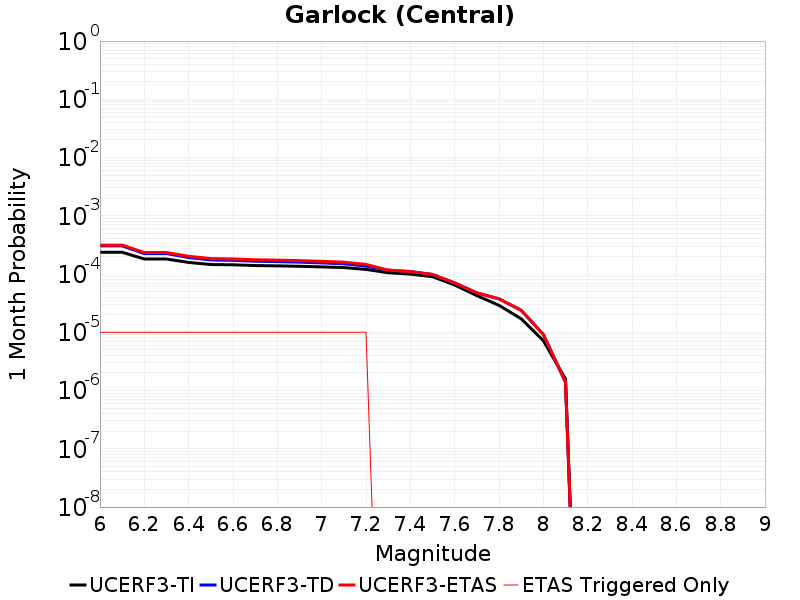 Garlock (Central)
1 Month Probability
10^0
10^-1
10^-2
10^-3
10^-4
10^-5
10^-6
10^-7
10^-8
6 6.2 6.4 6.6 6.8 7 7.2 7.4 7.6 7.8 8 8.2 8.4 8.6 8.8 9
Magnitude
UCERF3-TI UCERF3-TD UCERF3-ETAS ETAS Triggered Only